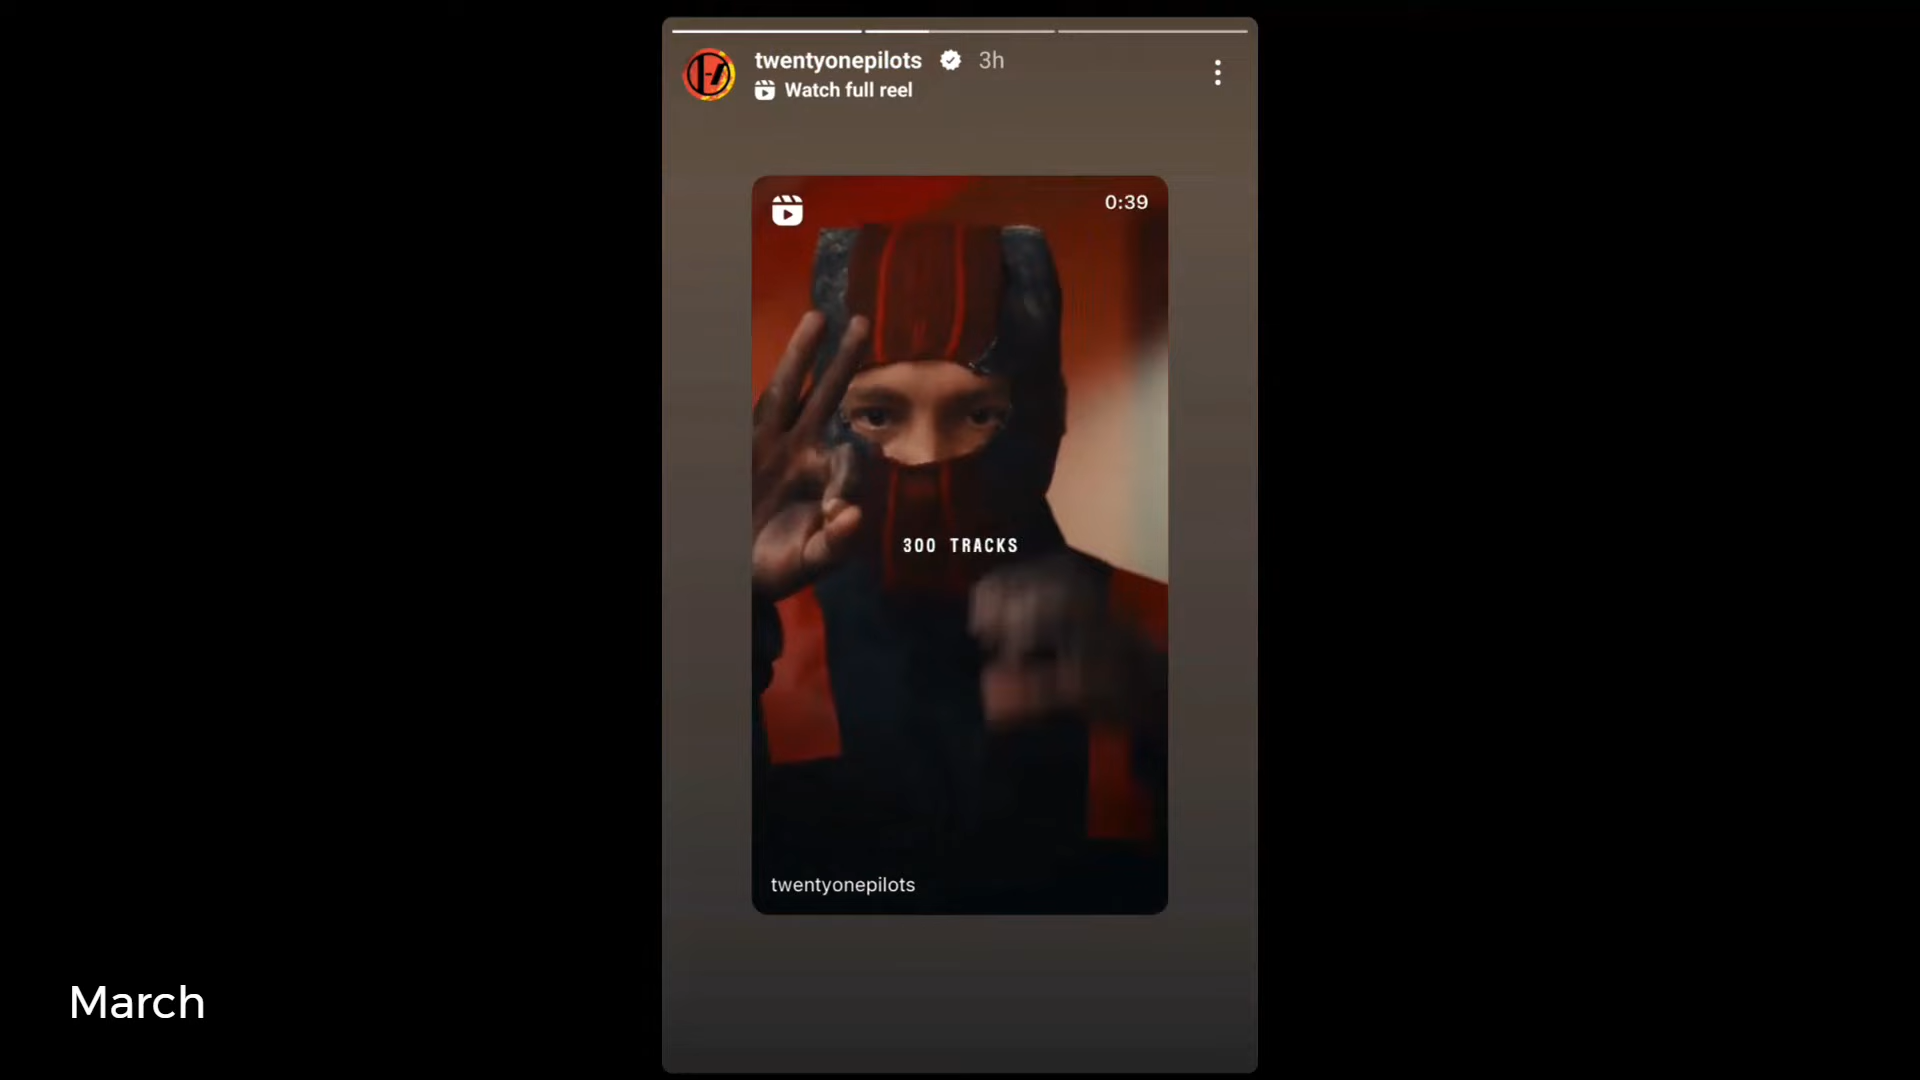 twentyonepilots 3h
Watch full reel
0:39
300 TRACKS
twentyonepilots
March